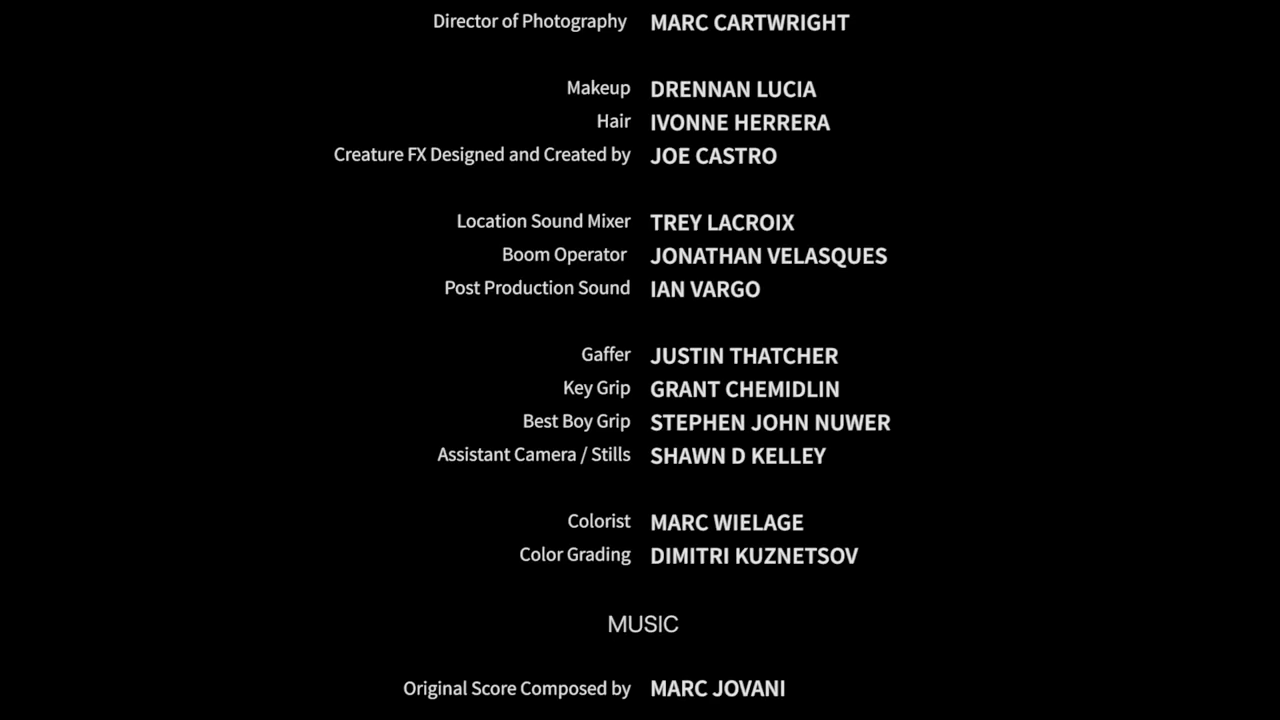 Director of Photography MARC CARTWRIGHT
Makeup DRENNAN LUCIA
Hair IVONNE HERRERA
Creature FX Designed and Created by JOE CASTRO
Location Sound Mixer TREY LACROIX
Boom Operator JONATHAN VELASQUES
Post Production Sound IAN VARGO
Gaffer JUSTIN THATCHER
Key Grip GRANT CHEMIDLIN
Best Boy Grip STEPHEN JOHN NUWER
Assistant Camera / Stills SHAWN D KELLEY
Colorist MARC WIELAGE
Color Grading DIMITRI KUZNETSOV
MUSIC
Original Score Composed by MARC JOVANI